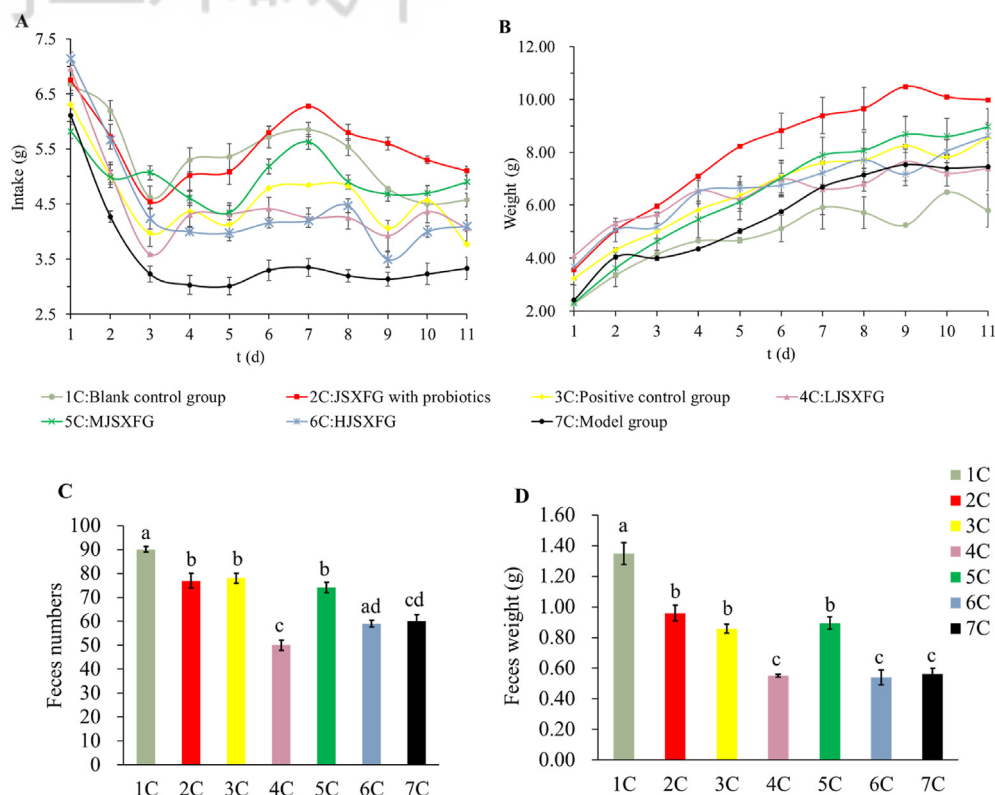 A
7.5
6.5
5.5
4.5
3.5
2.5
Intake (g)
1 2 3 4 5 6 7 8 9 10 11
t (d)
B
12.00
10.00
8.00
6.00
4.00
2.00
Weight (g)
1 2 3 4 5 6 7 8 9 10 11
t (d)
1C:Blank control group 2C:JSXFG with probiotics 3C:Positive control group 4C:LJSXFG
5C:MJSXFG 6C:HJSXFG 7C:Model group
C
100
90
80
70
60
50
40
30
20
10
0
Feces numbers
a b b c b ad cd
1C 2C 3C 4C 5C 6C 7C
D
1.60
1.40
1.20
1.00
0.80
0.60
0.40
0.20
0.00
Feces weight (g)
a b b c b c c
1C 2C 3C 4C 5C 6C 7C
1C
2C
3C
4C
5C
6C
7C